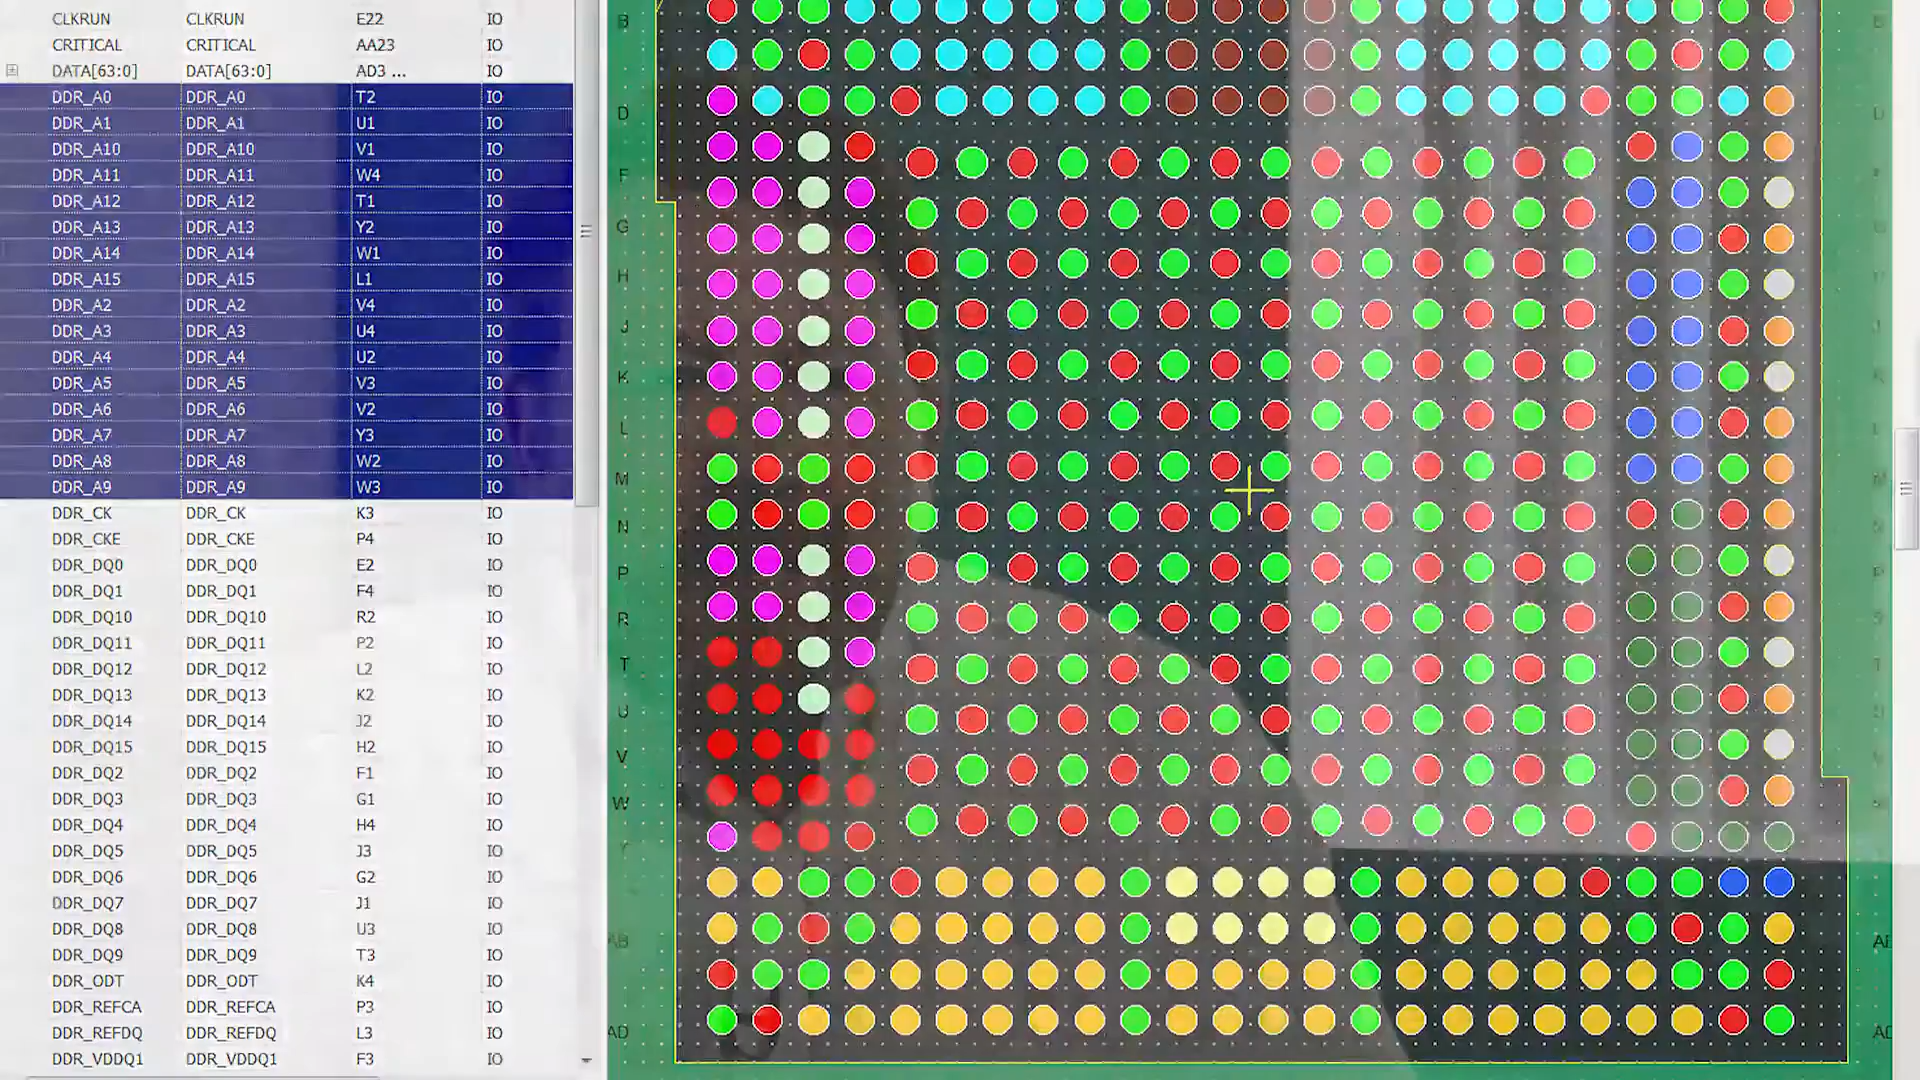 CLKRUN CLKRUN E22 IO
CRITICAL CRITICAL AA23 IO
DATA[63:0] DATA[63:0] AD3 ... IO
DDR_A0 DDR_A0 T2 IO
DDR_A1 DDR_A1 U1 IO
DDR_A10 DDR_A10 V1 IO
DDR_A11 DDR_A11 W4 IO
DDR_A12 DDR_A12 T1 IO
DDR_A13 DDR_A13 Y2 IO
DDR_A14 DDR_A14 W1 IO
DDR_A15 DDR_A15 L1 IO
DDR_A2 DDR_A2 V4 IO
DDR_A3 DDR_A3 U4 IO
DDR_A4 DDR_A4 U2 IO
DDR_A5 DDR_A5 V3 IO
DDR_A6 DDR_A6 V2 IO
DDR_A7 DDR_A7 Y3 IO
DDR_A8 DDR_A8 W2 IO
DDR_A9 DDR_A9 W3 IO
DDR_CK DDR_CK K3 IO
DDR_CKE DDR_CKE P4 IO
DDR_DQ0 DDR_DQ0 E2 IO
DDR_DQ1 DDR_DQ1 F4 IO
DDR_DQ10 DDR_DQ10 R2 IO
DDR_DQ11 DDR_DQ11 P2 IO
DDR_DQ12 DDR_DQ12 L2 IO
DDR_DQ13 DDR_DQ13 K2 IO
DDR_DQ14 DDR_DQ14 J2 IO
DDR_DQ15 DDR_DQ15 H2 IO
DDR_DQ2 DDR_DQ2 F1 IO
DDR_DQ3 DDR_DQ3 G1 IO
DDR_DQ4 DDR_DQ4 H4 IO
DDR_DQ5 DDR_DQ5 J3 IO
DDR_DQ6 DDR_DQ6 G2 IO
DDR_DQ7 DDR_DQ7 J1 IO
DDR_DQ8 DDR_DQ8 U3 IO
DDR_DQ9 DDR_DQ9 T3 IO
DDR_ODT DDR_ODT K4 IO
DDR_REFCA DDR_REFCA P3 IO
DDR_REFDQ DDR_REFDQ L3 IO
DDR_VDDQ1 DDR_VDDQ1 F3 IO
B
D
F
G
H
J
K
L
M
N
P
R
T
U
V
W
AB
AD